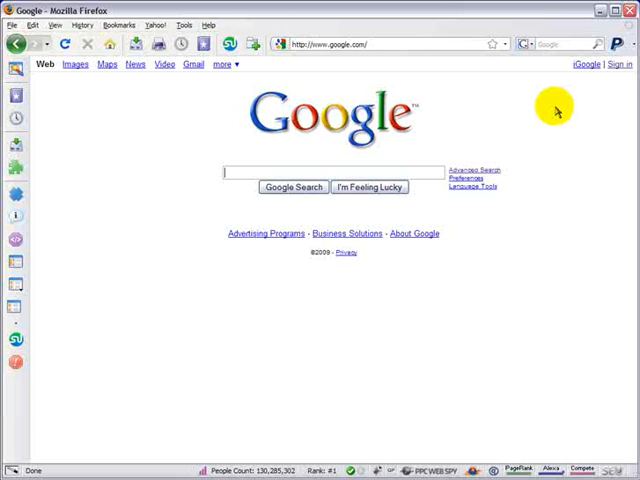 Google - Mozilla Firefox
File Edit View History Bookmarks Yahoo! Tools Help
http://www.google.com/ Google
Web Images Maps News Video Gmail more ▼ iGoogle | Sign in
Google™
Advanced Search
Preferences
Language Tools
Google Search I'm Feeling Lucky
Advertising Programs - Business Solutions - About Google
©2009 - Privacy
Done People Count: 130,285,302 Rank: #1 PPC WEB SPY PageRank Alexa Compete